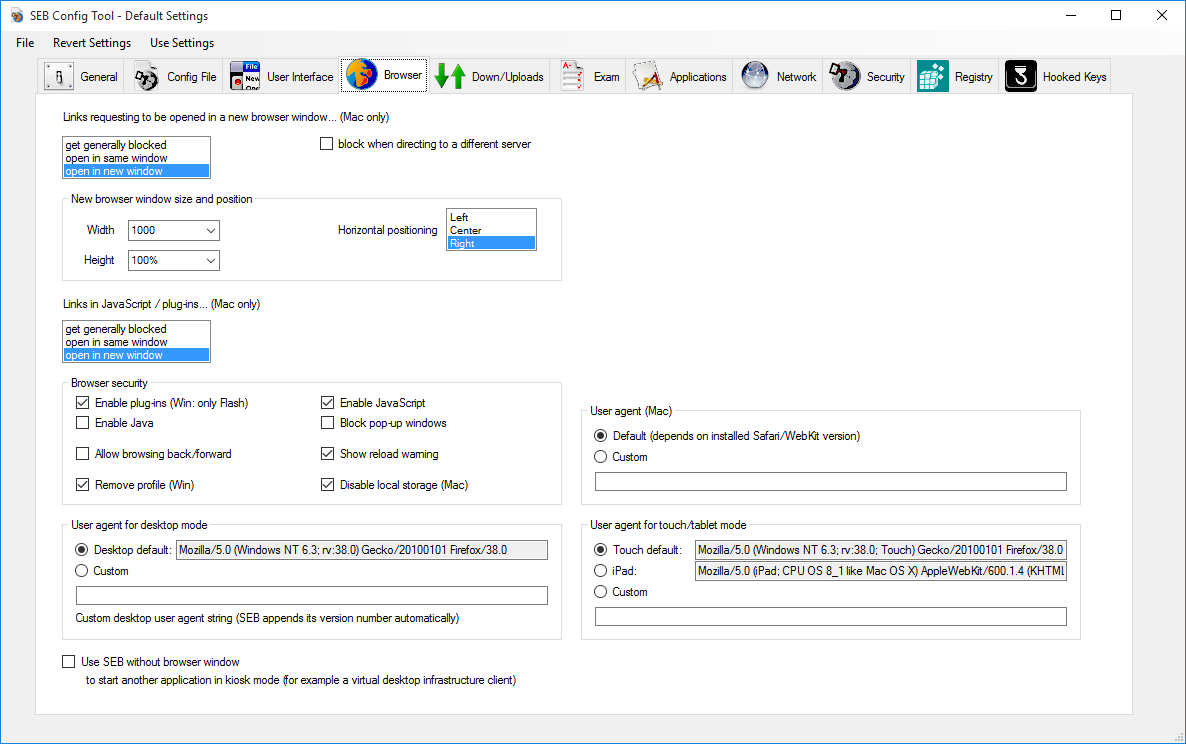 SEB Config Tool - Default Settings
File Revert Settings Use Settings
General Config File User Interface Browser Down/Uploads Exam Applications Network Security Registry Hooked Keys
Links requesting to be opened in a new browser window... (Mac only)
get generally blocked
open in same window
open in new window
block when directing to a different server
New browser window size and position
Width 1000
Height 100%
Horizontal positioning
Left
Center
Right
Links in JavaScript / plug-ins... (Mac only)
get generally blocked
open in same window
open in new window
Browser security
Enable plug-ins (Win: only Flash) Enable JavaScript
Enable Java Block pop-up windows
Allow browsing back/forward Show reload warning
Remove profile (Win) Disable local storage (Mac)
User agent (Mac)
Default (depends on installed Safari/WebKit version)
Custom
User agent for desktop mode
Desktop default: Mozilla/5.0 (Windows NT 6.3; rv:38.0) Gecko/20100101 Firefox/38.0
Custom
Custom desktop user agent string (SEB appends its version number automatically)
User agent for touch/tablet mode
Touch default: Mozilla/5.0 (Windows NT 6.3; rv:38.0; Touch) Gecko/20100101 Firefox/38.0
iPad: Mozilla/5.0 (iPad; CPU OS 8_1 like Mac OS X) AppleWebKit/600.1.4 (KHTML
Custom
Use SEB without browser window
to start another application in kiosk mode (for example a virtual desktop infrastructure client)